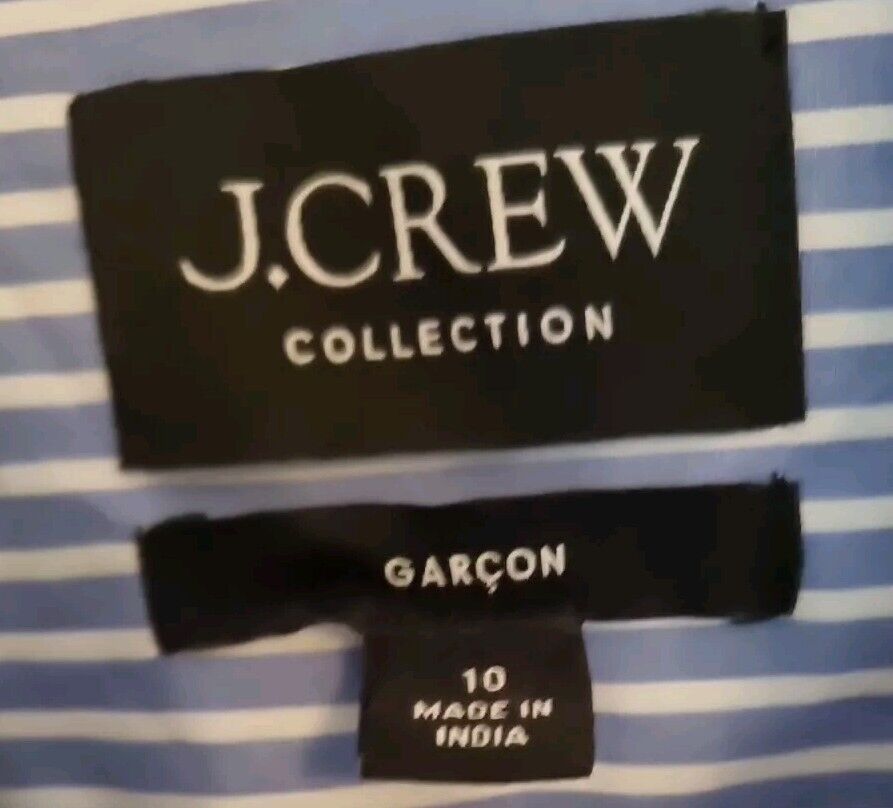 J.CREW
COLLECTION
GARÇON
10
MADE IN
INDIA